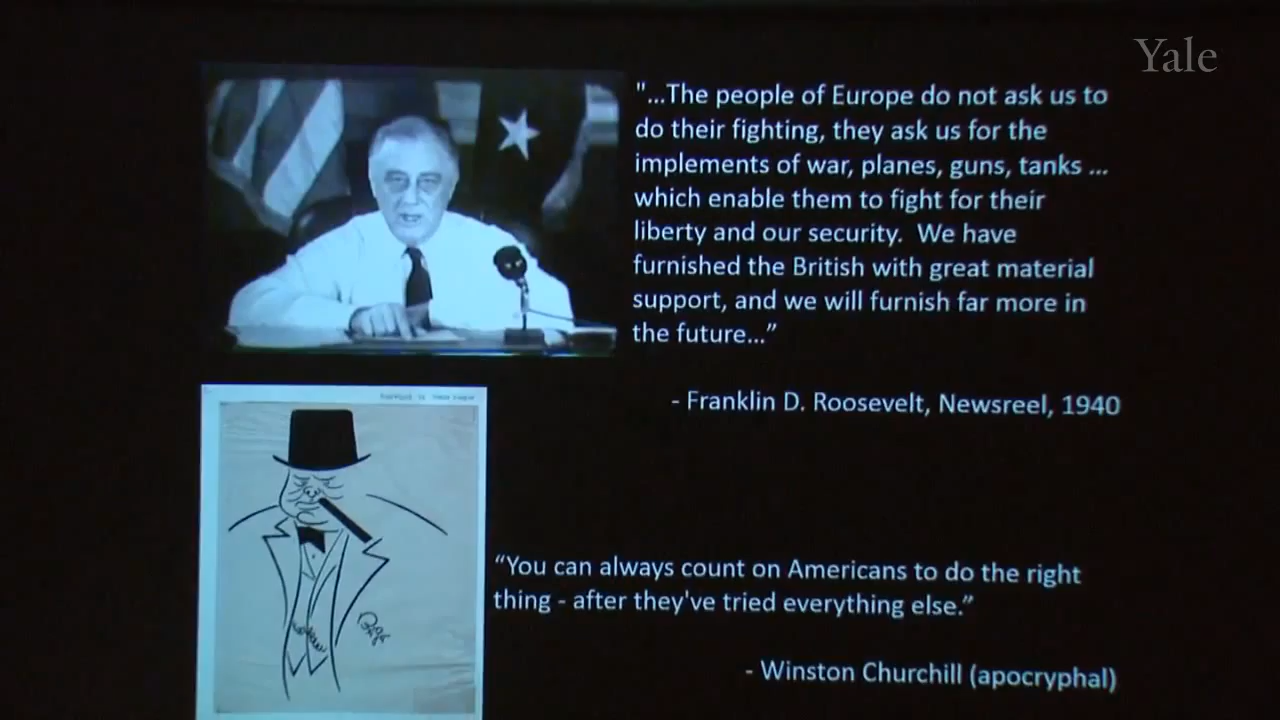 Yale
"...The people of Europe do not ask us to
do their fighting, they ask us for the
implements of war, planes, guns, tanks ...
which enable them to fight for their
liberty and our security.  We have
furnished the British with great material
support, and we will furnish far more in
the future...”
- Franklin D. Roosevelt, Newsreel, 1940
“You can always count on Americans to do the right
thing - after they've tried everything else.”
- Winston Churchill (apocryphal)